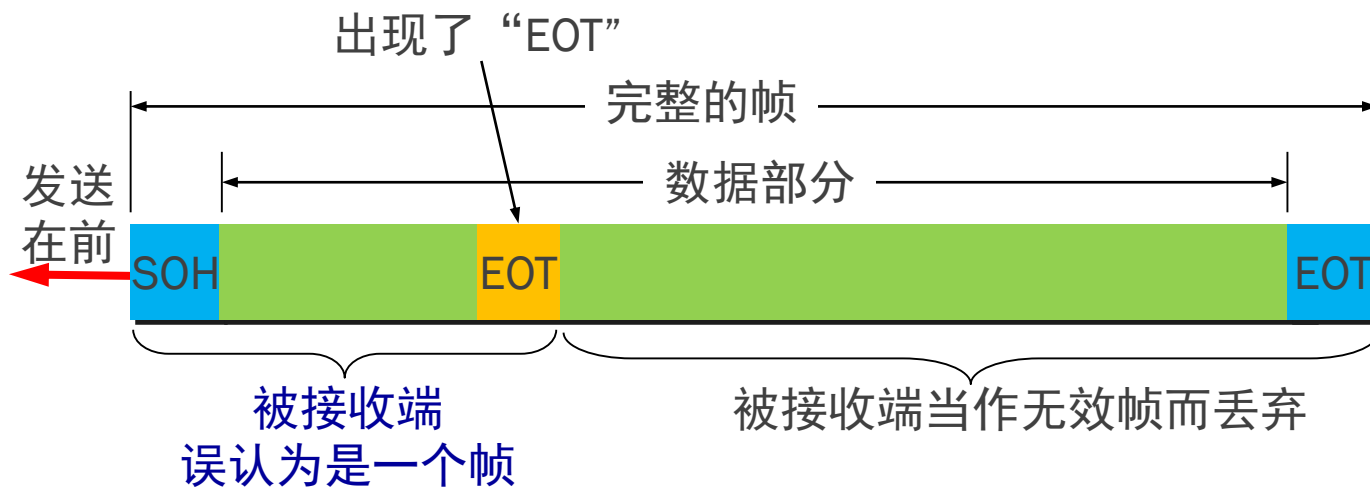 出现了“EOT”
完整的帧
数据部分
发送
在前
SOH
EOT
EOT
被接收端
误认为是一个帧
被接收端当作无效帧而丢弃